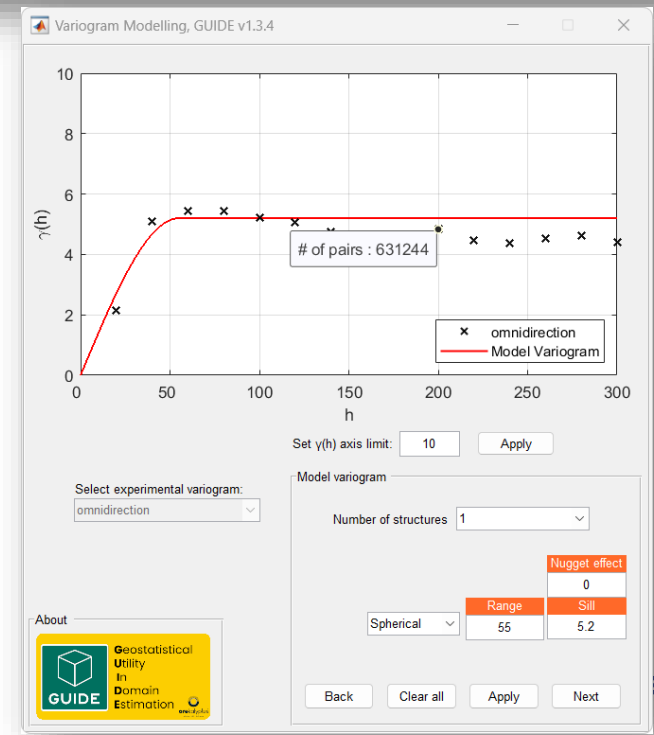 Variogram Modelling, GUIDE v1.3.4
10
8
6
4
2
0
γ(h)
# of pairs : 631244
omnidirection
Model Variogram
0 50 100 150 200 250 300
h
Set γ(h) axis limit: 10 Apply
Select experimental variogram:
omnidirection
Model variogram
Number of structures 1
Nugget effect
0
Range Sill
Spherical 55 5.2
Back Clear all Apply Next
About
GUIDE
Geostatistical
Utility
In
Domain
Estimation